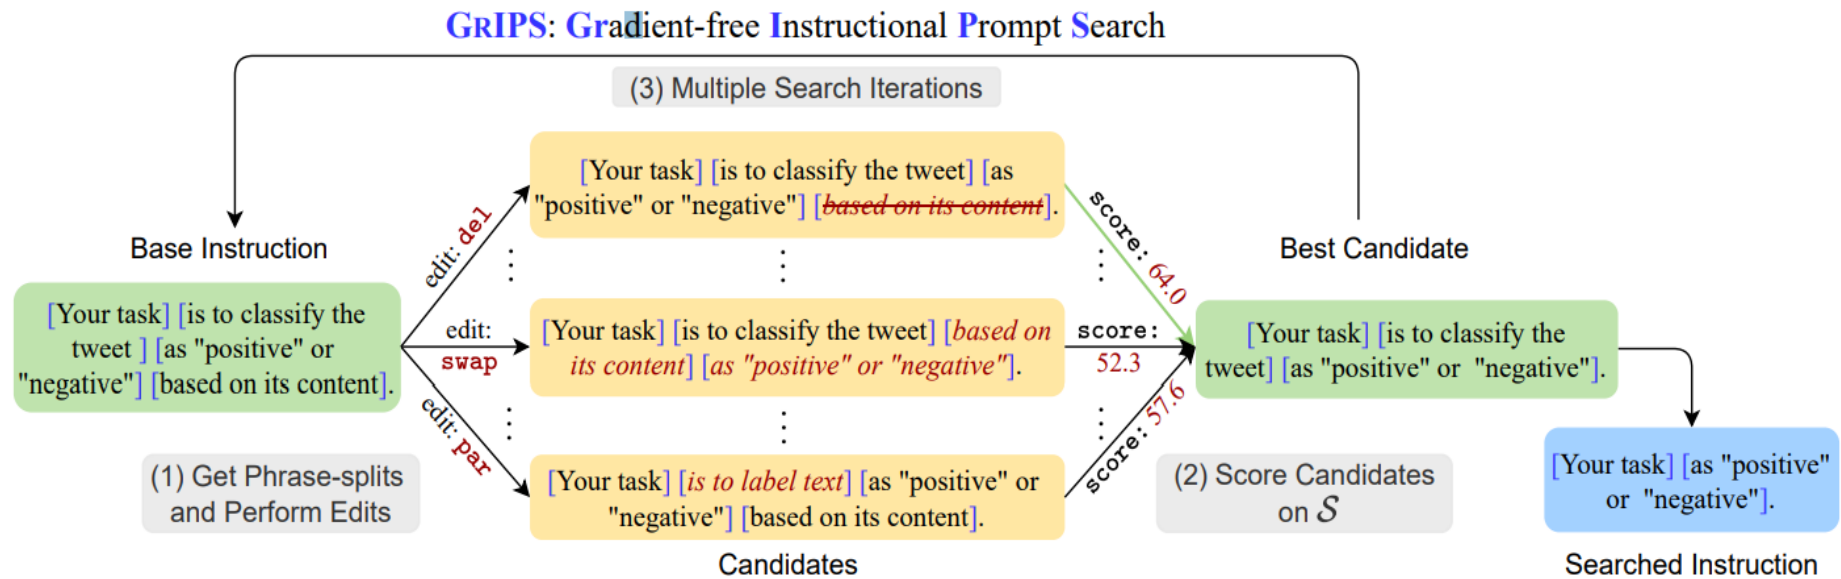 GRIPS: Gradient-free Instructional Prompt Search
(3) Multiple Search Iterations
Base Instruction
[Your task] [is to classify the
tweet ] [as "positive" or
"negative"] [based on its content].
(1) Get Phrase-splits
and Perform Edits
edit: del
edit:
swap
edit: par
[Your task] [is to classify the tweet] [as
"positive" or "negative"] [based on its content].
[Your task] [is to classify the tweet] [based on
its content] [as "positive" or "negative"].
[Your task] [is to label text] [as "positive" or
"negative"] [based on its content].
Candidates
score: 64.0
score:
52.3
score: 57.6
(2) Score Candidates
on S
Best Candidate
[Your task] [is to classify the
tweet] [as "positive" or "negative"].
[Your task] [as "positive"
or "negative"].
Searched Instruction